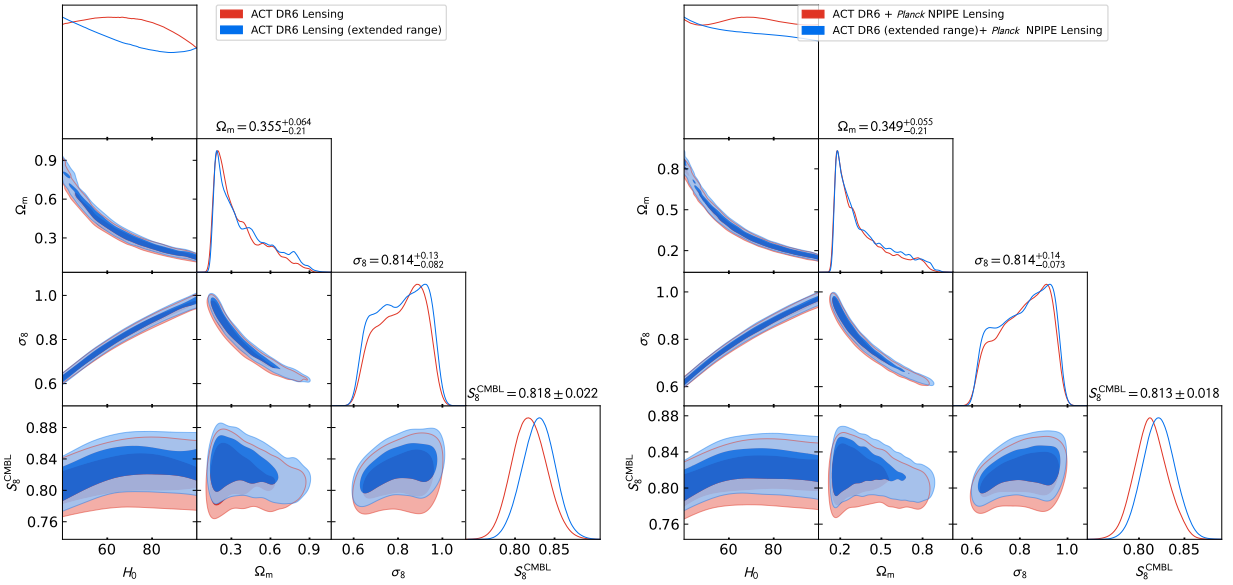 ACT DR6 Lensing
ACT DR6 Lensing (extended range)
Ωₘ = 0.355⁺⁰·⁰⁶⁴₋₀.₂₁
0.9
0.6
0.3
Ωₘ
σ₈ = 0.814⁺⁰·¹³₋₀.₀₈₂
1.0
0.8
0.6
σ₈
S₈ᶜᴹᴮᴸ = 0.818 ± 0.022
0.88
0.84
0.80
0.76
S₈ᶜᴹᴮᴸ
60 80
0.3 0.6 0.9
0.6 0.8 1.0
0.80 0.85
H₀
Ωₘ
σ₈
S₈ᶜᴹᴮᴸ
ACT DR6 + Planck NPIPE Lensing
ACT DR6 (extended range)+ Planck NPIPE Lensing
Ωₘ = 0.349⁺⁰·⁰⁵⁵₋₀.₂₁
0.8
0.5
0.2
Ωₘ
σ₈ = 0.814⁺⁰·¹⁴₋₀.₀₇₃
1.0
0.8
0.6
σ₈
S₈ᶜᴹᴮᴸ = 0.813 ± 0.018
0.88
0.84
0.80
0.76
S₈ᶜᴹᴮᴸ
60 80
0.2 0.5 0.8
0.6 0.8 1.0
0.80 0.85
H₀
Ωₘ
σ₈
S₈ᶜᴹᴮᴸ